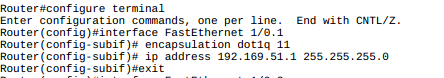 Router#configure terminal
Enter configuration commands, one per line.  End with CNTL/Z.
Router(config)#interface FastEthernet 1/0.1
Router(config-subif)# encapsulation dot1q 11
Router(config-subif)# ip address 192.169.51.1 255.255.255.0
Router(config-subif)#exit